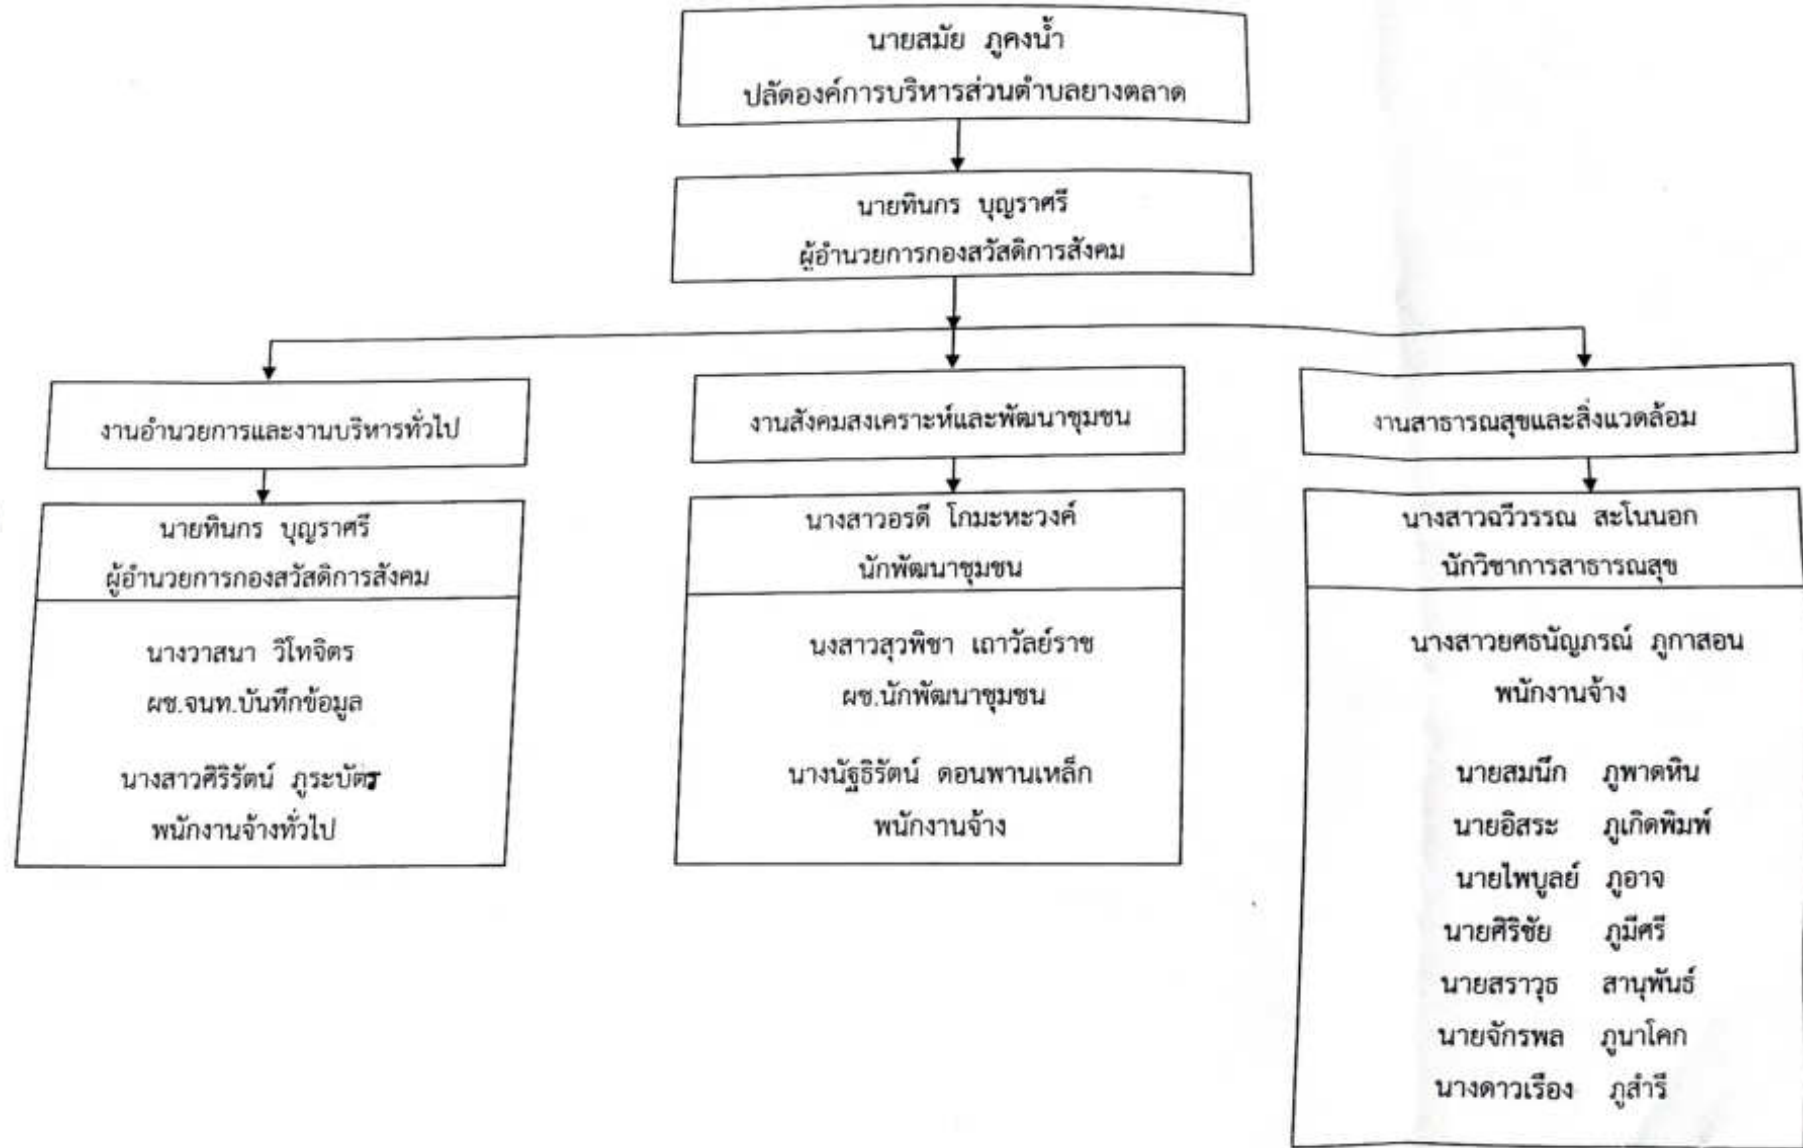 นายสมัย ภูคงน้ำ
ปลัดองค์การบริหารส่วนตำบลยางตลาด
นายทินกร บุญราศรี
ผู้อำนวยการกองสวัสดิการสังคม
งานอำนวยการและงานบริหารทั่วไป
นายทินกร บุญราศรี
ผู้อำนวยการกองสวัสดิการสังคม
นางวาสนา วิโทจิตร
ผช.จนท.บันทึกข้อมูล
นางสาวศิริรัตน์ ภูระบัตร
พนักงานจ้างทั่วไป
งานสังคมสงเคราะห์และพัฒนาชุมชน
นางสาวอรดี โกมะหะวงค์
นักพัฒนาชุมชน
นงสาวสุวพิชา เถาวัลย์ราช
ผช.นักพัฒนาชุมชน
นางนัฐธิรัตน์ ดอนพานเหล็ก
พนักงานจ้าง
งานสาธารณสุขและสิ่งแวดล้อม
นางสาวฉวีวรรณ สะโนนอก
นักวิชาการสาธารณสุข
นางสาวยศธนัญภรณ์ ภูกาสอน
พนักงานจ้าง
นายสมนึก ภูพาดหิน
นายอิสระ ภูเกิดพิมพ์
นายไพบูลย์ ภูอาจ
นายศิริชัย ภูมีศรี
นายสราวุธ สานุพันธ์
นายจักรพล ภูนาโคก
นางดาวเรือง ภูสำรี